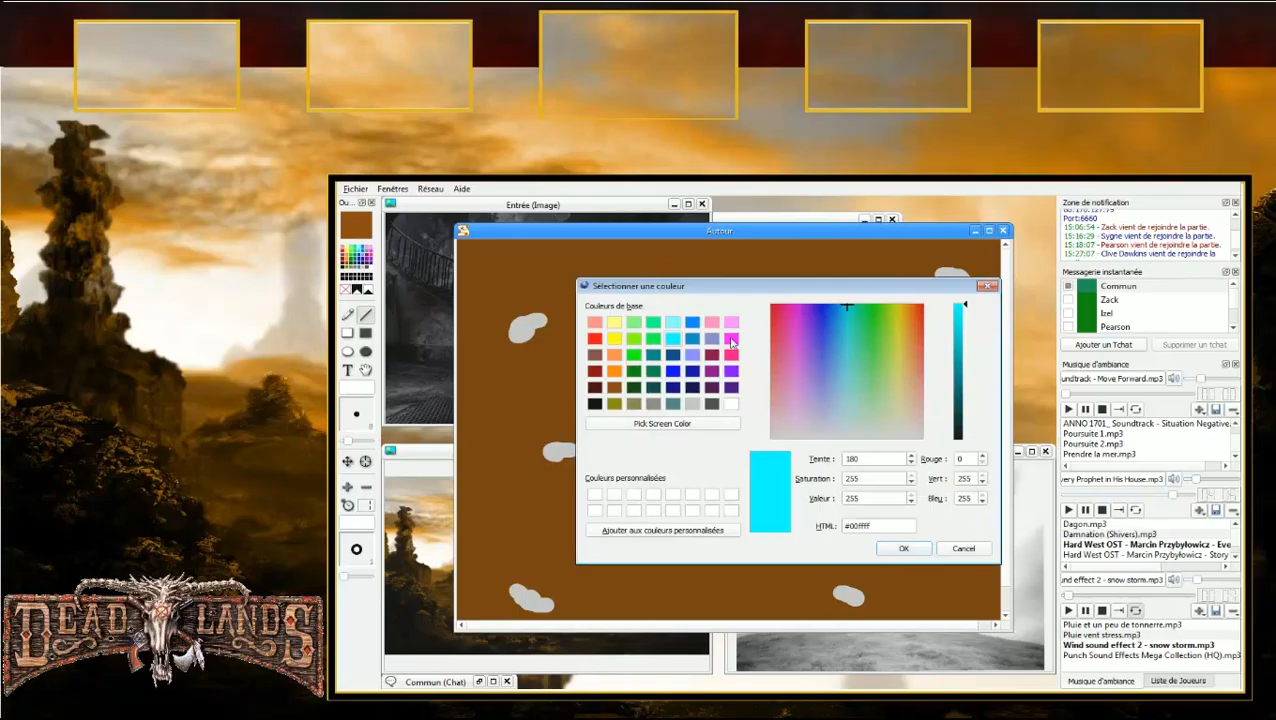 Fichier Fenêtres Réseau Aide
Ou...
Entrée (Image)
Autour
Sélectionner une couleur
Couleurs de base
Pick Screen Color
Couleurs personnalisées
Ajouter aux couleurs personnalisées
Teinte : 180 Rouge : 0
Saturation : 255 Vert : 255
Valeur : 255 Bleu : 255
HTML: #00ffff
OK Cancel
Commun (Chat)
Zone de notification
Port:6660
15:06:54 - Zack vient de rejoindre la partie.
15:16:29 - Sygne vient de rejoindre la partie.
15:18:07 - Pearson vient de rejoindre la partie.
15:27:07 - Clive Dawkins vient de rejoindre la
Messagerie instantanée
Commun
Zack
Izel
Pearson
Ajouter un Tchat Supprimer un tchat
Musique d'ambiance
undtrack - Move Forward.mp3
ANNO 1701_ Soundtrack - Situation Negative.
Poursuite 1.mp3
Poursuite 2.mp3
Prendre la mer.mp3
very Prophet in His House.mp3
Dagon.mp3
Damnation (Shivers).mp3
Hard West OST - Marcin Przybyłowicz - Eve
Hard West OST - Marcin Przybyłowicz - Story
nd effect 2 - snow storm.mp3
Pluie et un peu de tonnerre.mp3
Pluie vent stress.mp3
Wind sound effect 2 - snow storm.mp3
Punch Sound Effects Mega Collection (HQ).mp3
Musique d'ambiance Liste de Joueurs
DEADLANDS